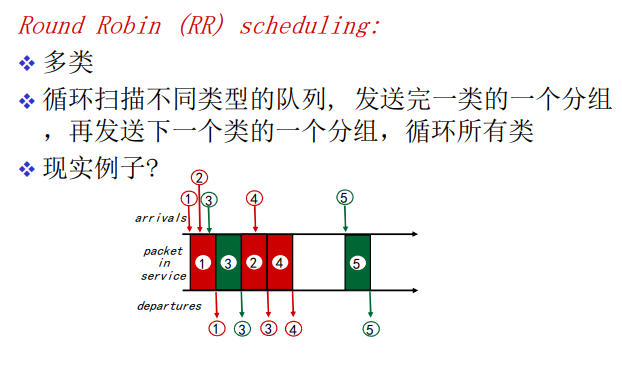 Round Robin (RR) scheduling:
多类
循环扫描不同类型的队列, 发送完一类的一个分组
，再发送下一个类的一个分组，循环所有类
现实例子?
2
1 3 4 5
arrivals
packet
in
service
1 3 2 4 5
departures
1 3 3 4 5